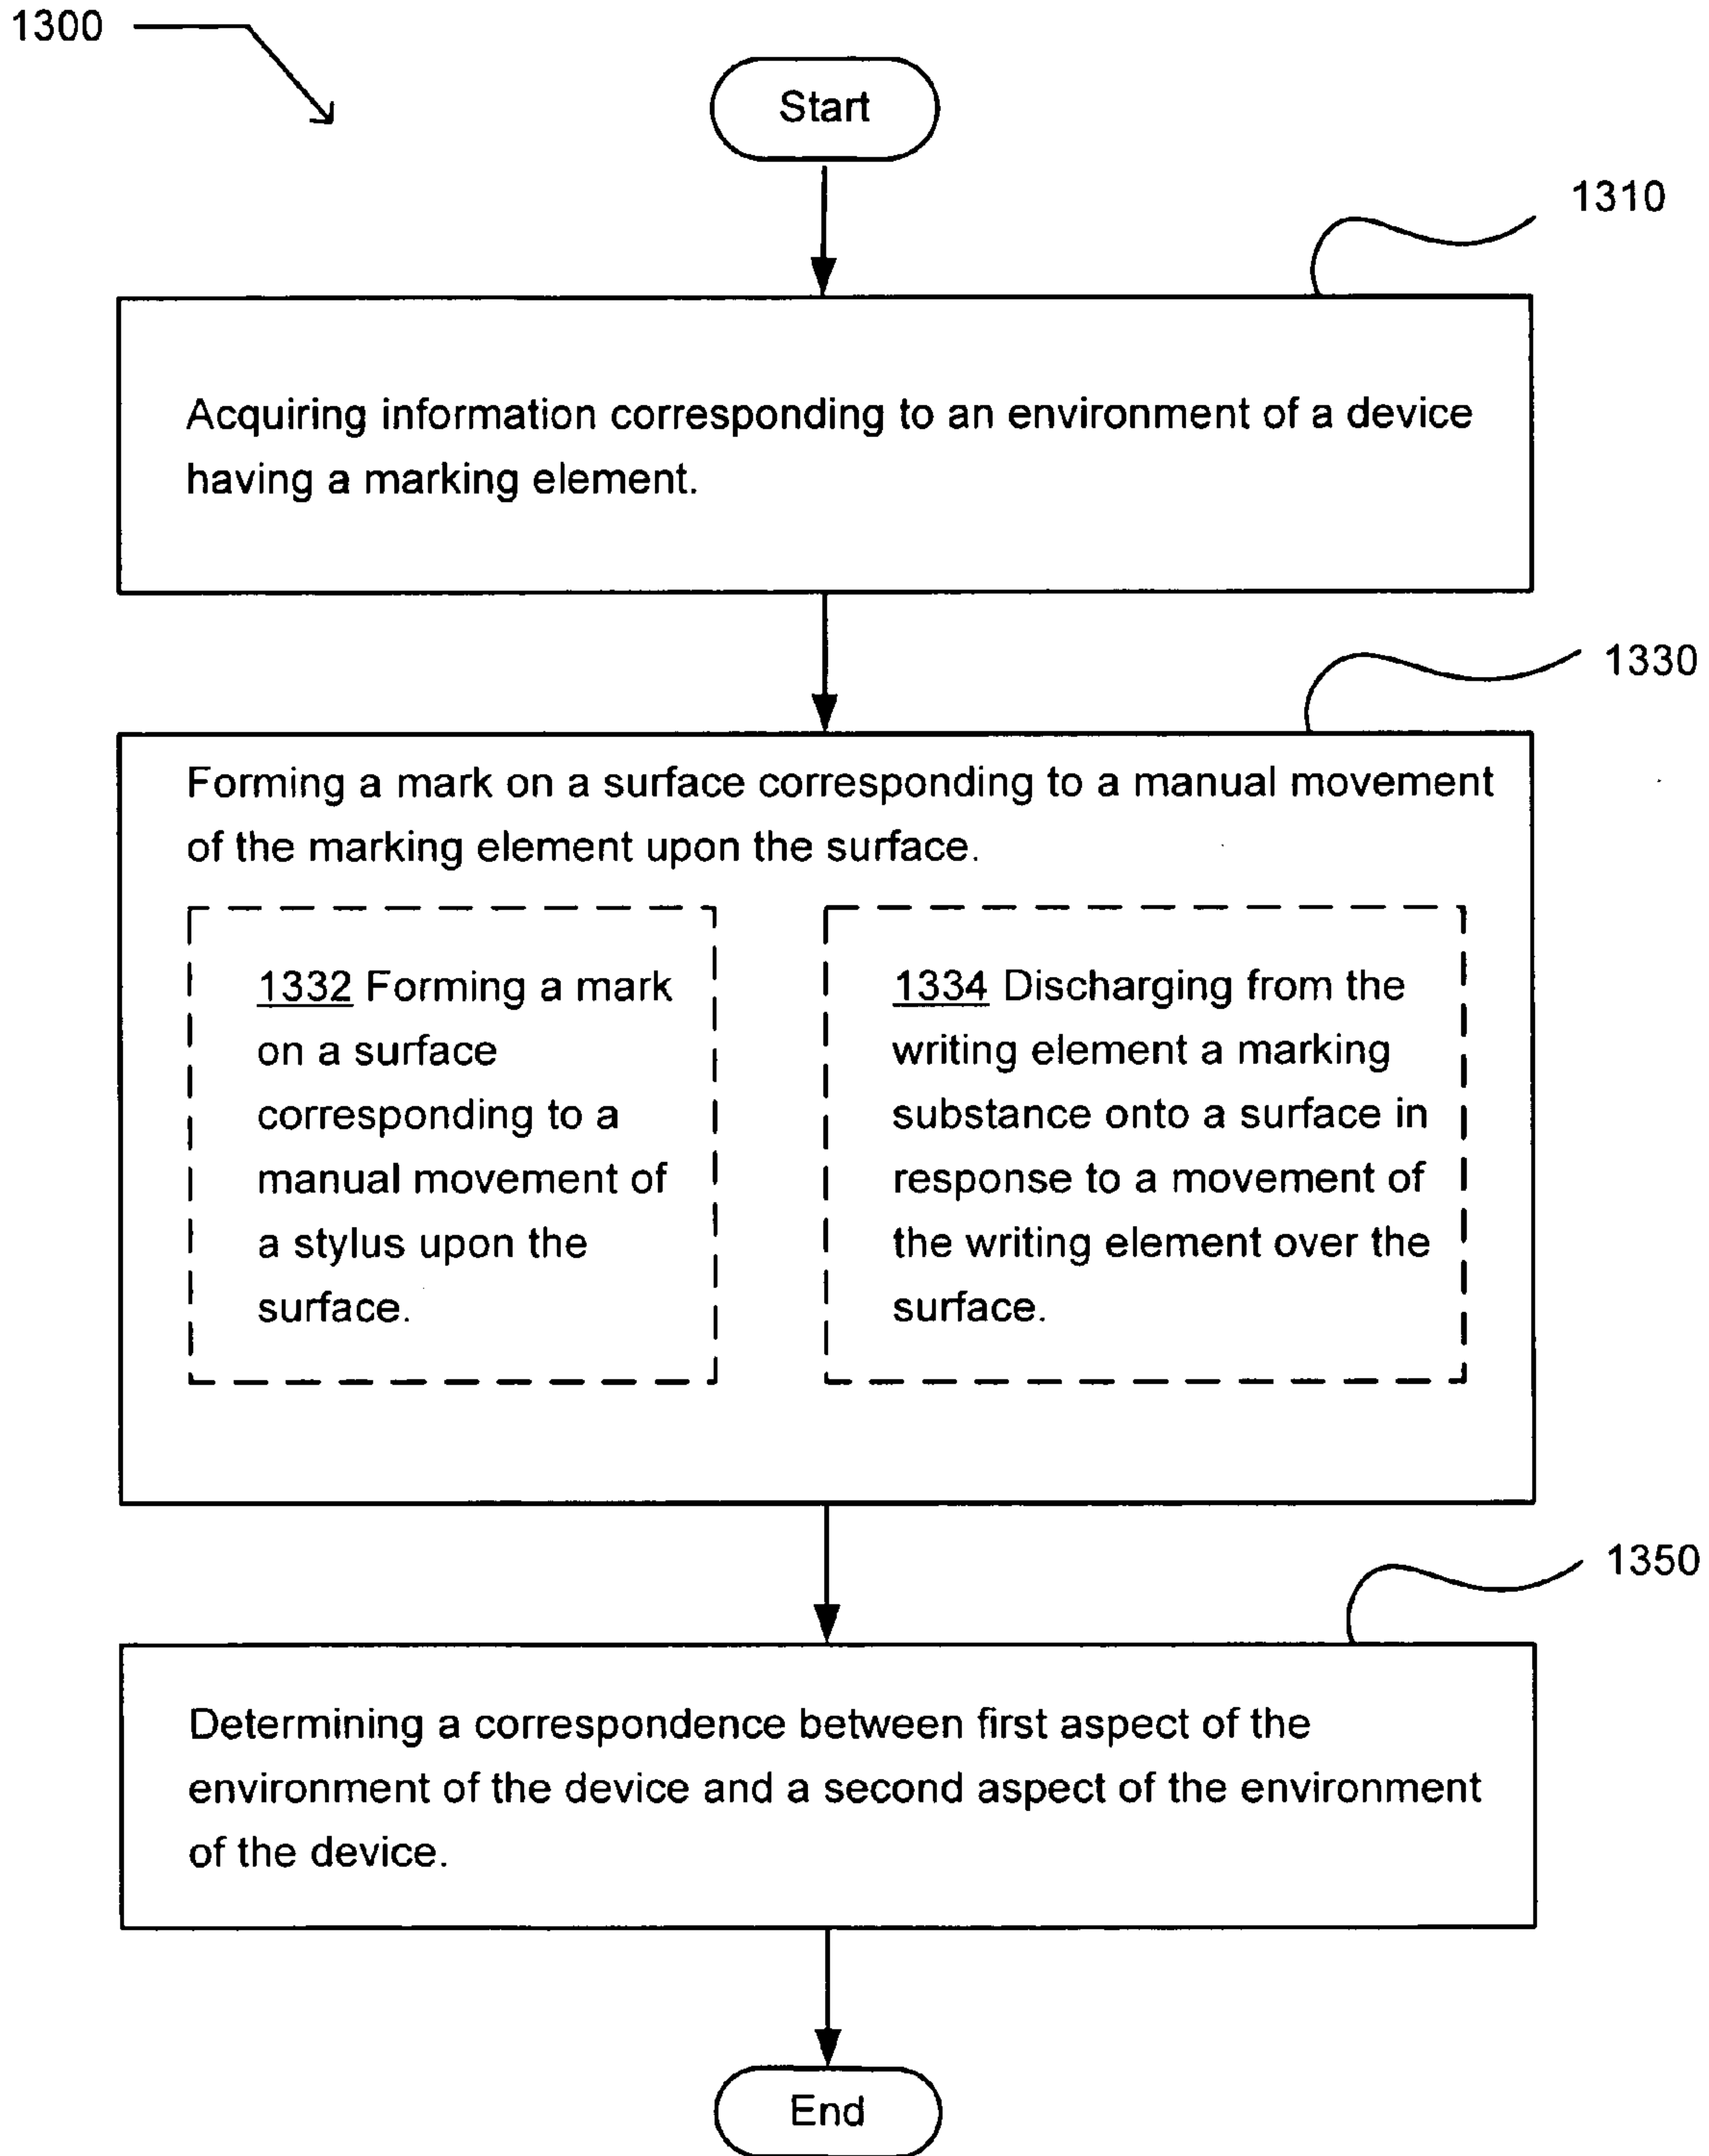 1300
Start
1310
Acquiring information corresponding to an environment of a device
having a marking element.
1330
Forming a mark on a surface corresponding to a manual movement
of the marking element upon the surface.
1332 Forming a mark
on a surface
corresponding to a
manual movement of
a stylus upon the
surface.
1334 Discharging from the
writing element a marking
substance onto a surface in
response to a movement of
the writing element over the
surface.
1350
Determining a correspondence between first aspect of the
environment of the device and a second aspect of the environment
of the device.
End